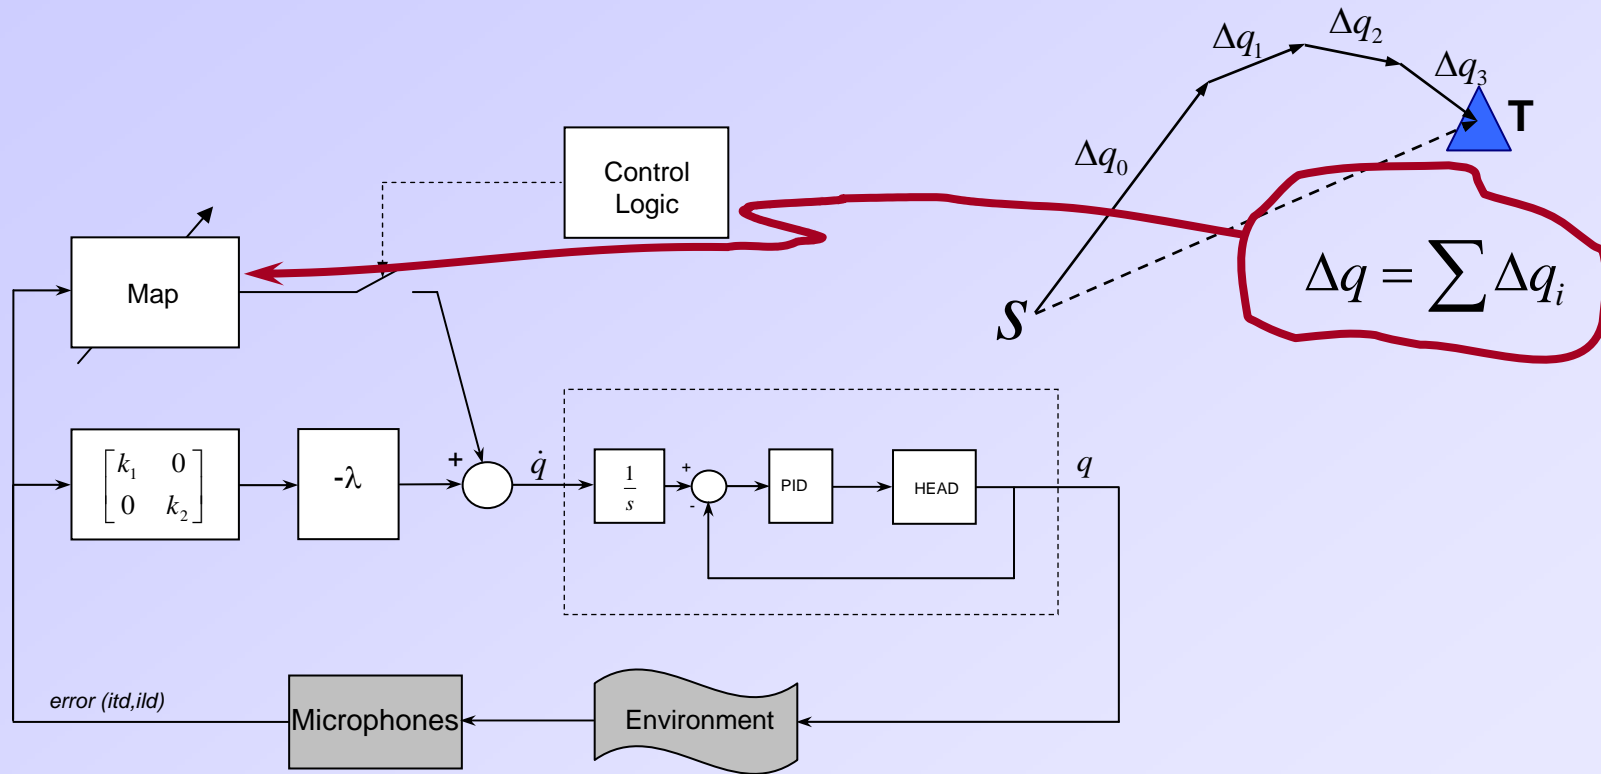 Δq₁
Δq₂
Δq₃
T
Δq₀
S
Δq = ∑ Δqᵢ
Control
Logic
Map
[k₁ 0]
[0 k₂]
-λ
+
q̇
1/s
+
-
PID
HEAD
q
error (itd,ild)
Microphones
Environment